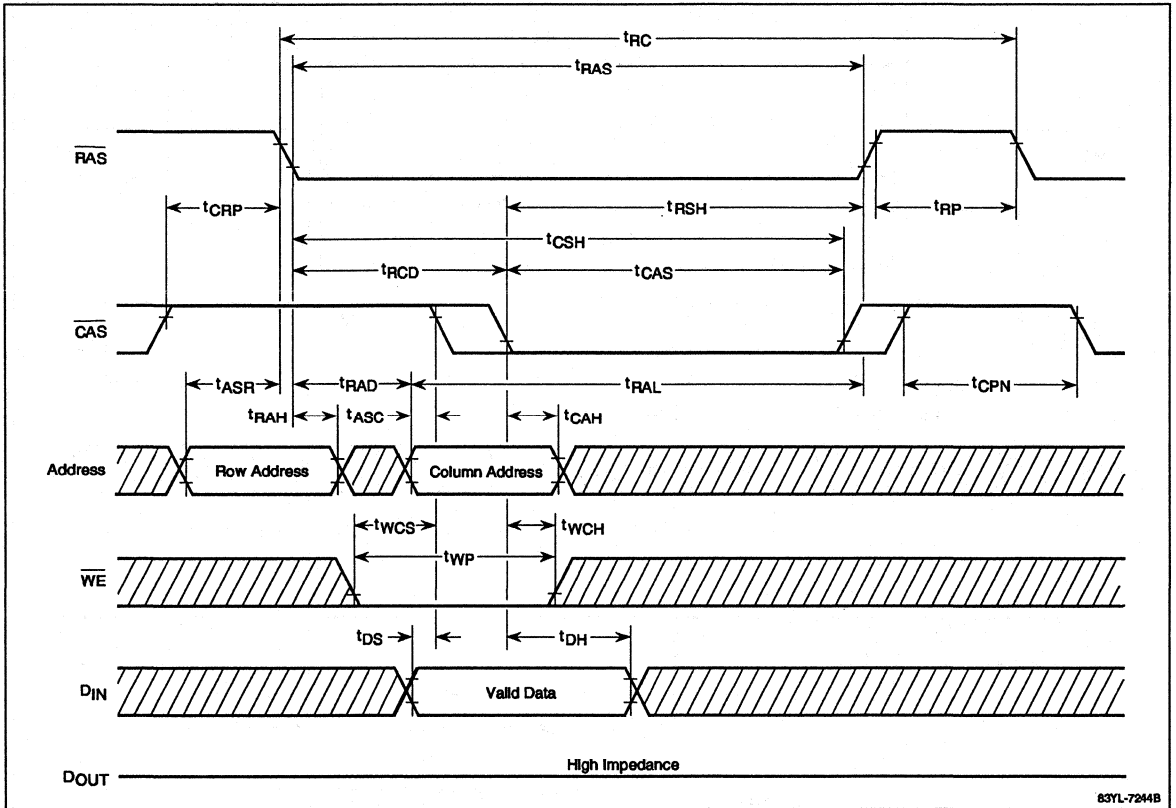 tRC
tRAS
RAS
tCRP
tRSH
tRP
tCSH
tRCD
tCAS
CAS
tASR
tRAD
tRAL
tCPN
tRAH
tASC
tCAH
Address
Row Address
Column Address
tWCS
tWCH
tWP
WE
tDS
tDH
DIN
Valid Data
High Impedance
DOUT
83YL-7244B